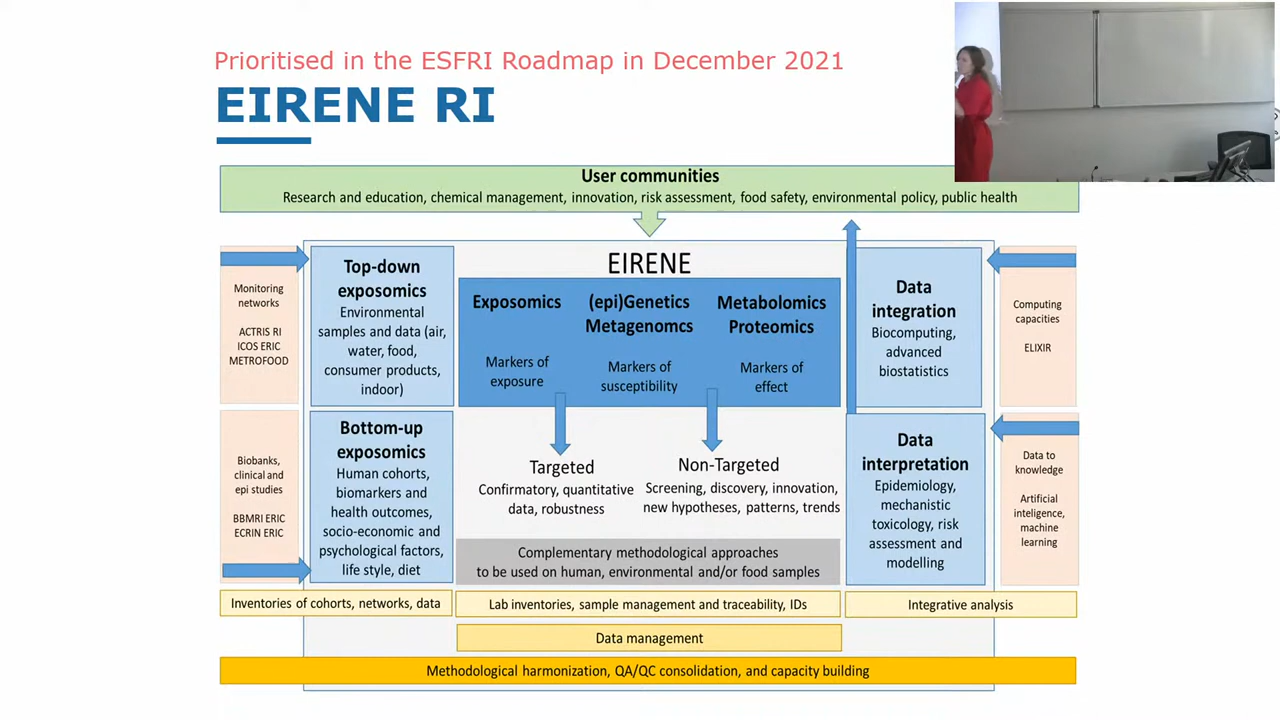 Prioritised in the ESFRI Roadmap in December 2021
EIRENE RI
User communities
Research and education, chemical management, innovation, risk assessment, food safety, environmental policy, public health
Monitoring
networks
ACTRIS RI
ICOS ERIC
METROFOOD
Top-down
exposomics
Environmental
samples and data (air,
water, food,
consumer products,
indoor)
EIRENE
Exposomics
Markers of
exposure
(epi)Genetics
Metagenomcs
Markers of
susceptibility
Metabolomics
Proteomics
Markers of
effect
Data
integration
Biocomputing,
advanced
biostatistics
Computing
capacities
ELIXIR
Biobanks,
clinical and
epi studies
BBMRI ERIC
ECRIN ERIC
Bottom-up
exposomics
Human cohorts,
biomarkers and
health outcomes,
socio-economic and
psychological factors,
life style, diet
Targeted
Confirmatory, quantitative
data, robustness
Non-Targeted
Screening, discovery, innovation,
new hypotheses, patterns, trends
Complementary methodological approaches
to be used on human, environmental and/or food samples
Data
interpretation
Epidemiology,
mechanistic
toxicology, risk
assessment and
modelling
Data to
knowledge
Artificial
inteligence,
machine
learning
Inventories of cohorts, networks, data
Lab inventories, sample management and traceability, IDs
Integrative analysis
Data management
Methodological harmonization, QA/QC consolidation, and capacity building